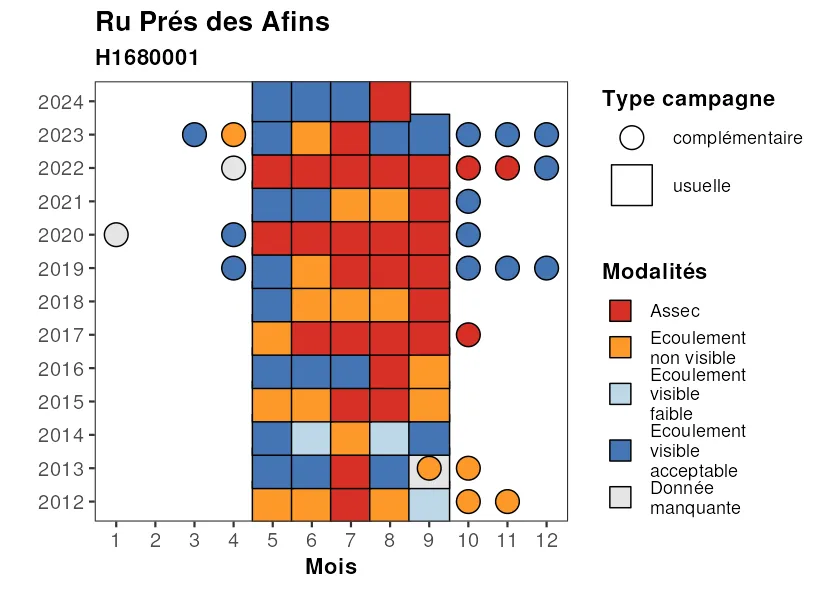 Ru Prés des Afins
H1680001
2024
2023
2022
2021
2020
2019
2018
2017
2016
2015
2014
2013
2012
1 2 3 4 5 6 7 8 9 10 11 12
Mois
Type campagne
complémentaire
usuelle
Modalités
Assec
Ecoulement
non visible
Ecoulement
visible
faible
Ecoulement
visible
acceptable
Donnée
manquante